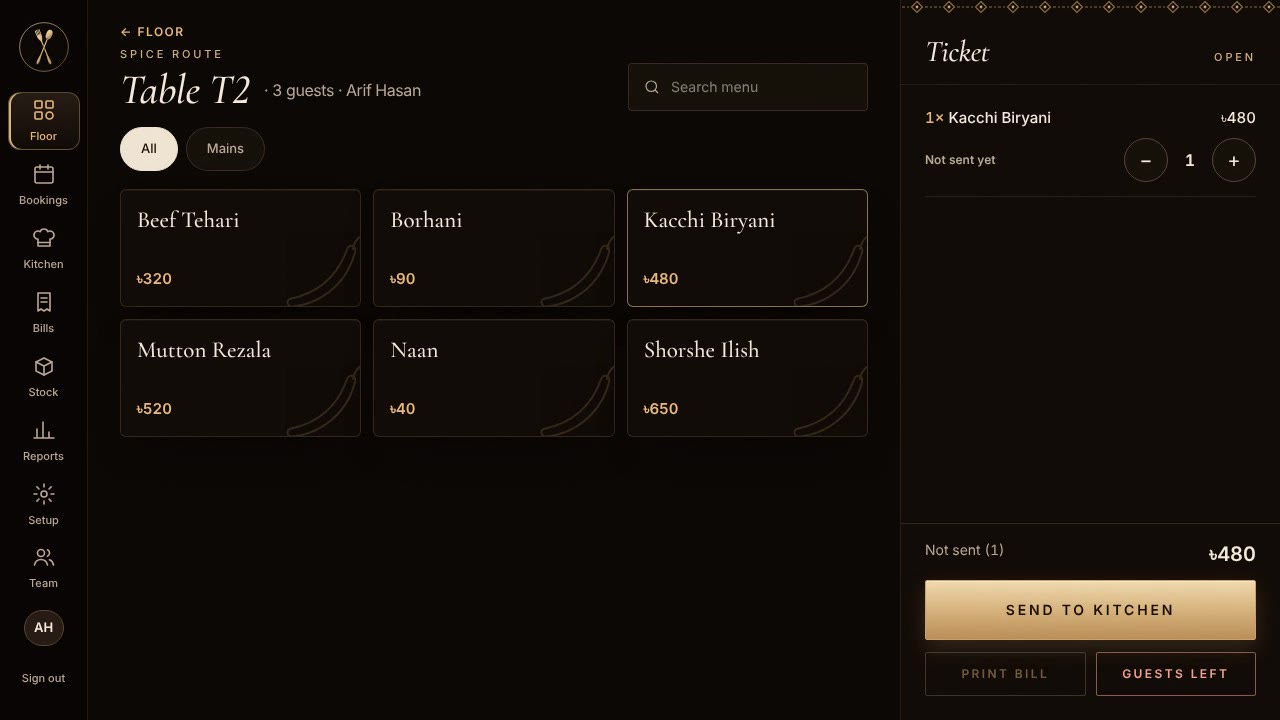 Floor
Bookings
Kitchen
Bills
Stock
Reports
Setup
Team
AH
Sign out
← FLOOR
SPICE ROUTE
Table T2 · 3 guests · Arif Hasan
Search menu
All Mains
Beef Tehari
৳320
Borhani
৳90
Kacchi Biryani
৳480
Mutton Rezala
৳520
Naan
৳40
Shorshe Ilish
৳650
Ticket OPEN
1× Kacchi Biryani ৳480
Not sent yet − 1 +
Not sent (1) ৳480
SEND TO KITCHEN
PRINT BILL GUESTS LEFT